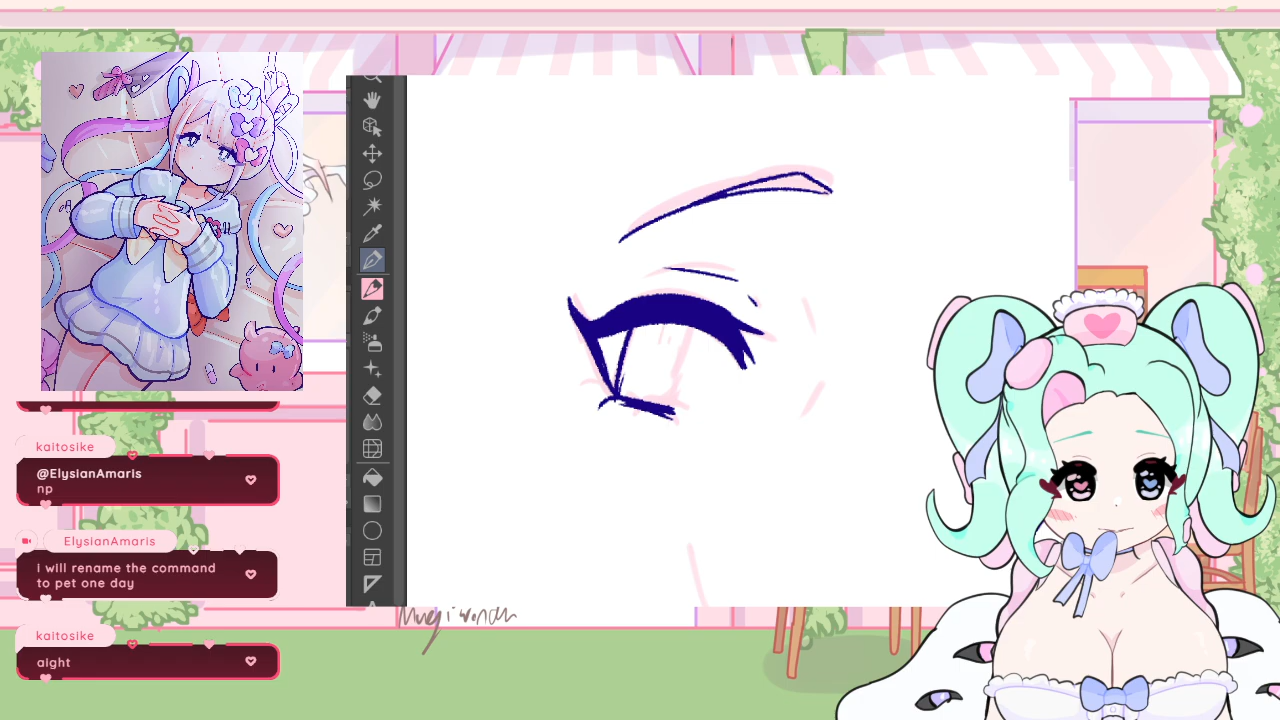 kaitosike
@ElysianAmaris
np
ElysianAmaris
i will rename the command
to pet one day
kaitosike
aight